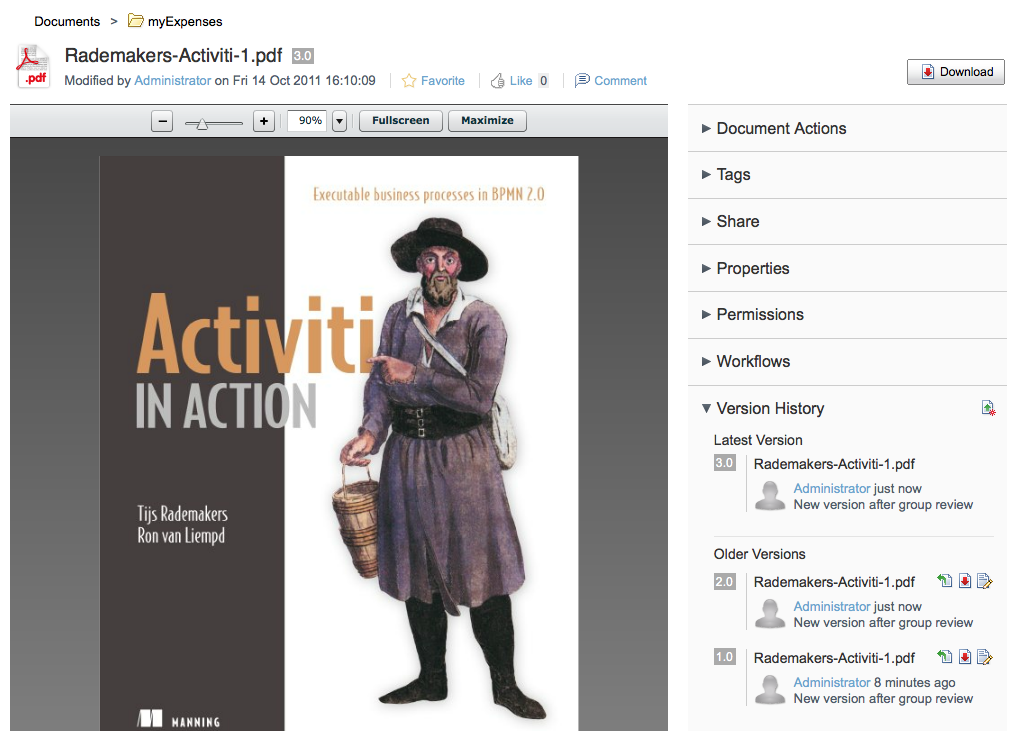 Documents > myExpenses
Rademakers-Activiti-1.pdf 3.0
.pdf
Modified by Administrator on Fri 14 Oct 2011 16:10:09 Favorite Like 0 Comment
Download
90% Fullscreen Maximize
Executable business processes in BPMN 2.0
Activiti
IN ACTION
Tijs Rademakers
Ron van Liempd
MANNING
Document Actions
Tags
Share
Properties
Permissions
Workflows
Version History
Latest Version
3.0 Rademakers-Activiti-1.pdf
Administrator just now
New version after group review
Older Versions
2.0 Rademakers-Activiti-1.pdf
Administrator just now
New version after group review
1.0 Rademakers-Activiti-1.pdf
Administrator 8 minutes ago
New version after group review